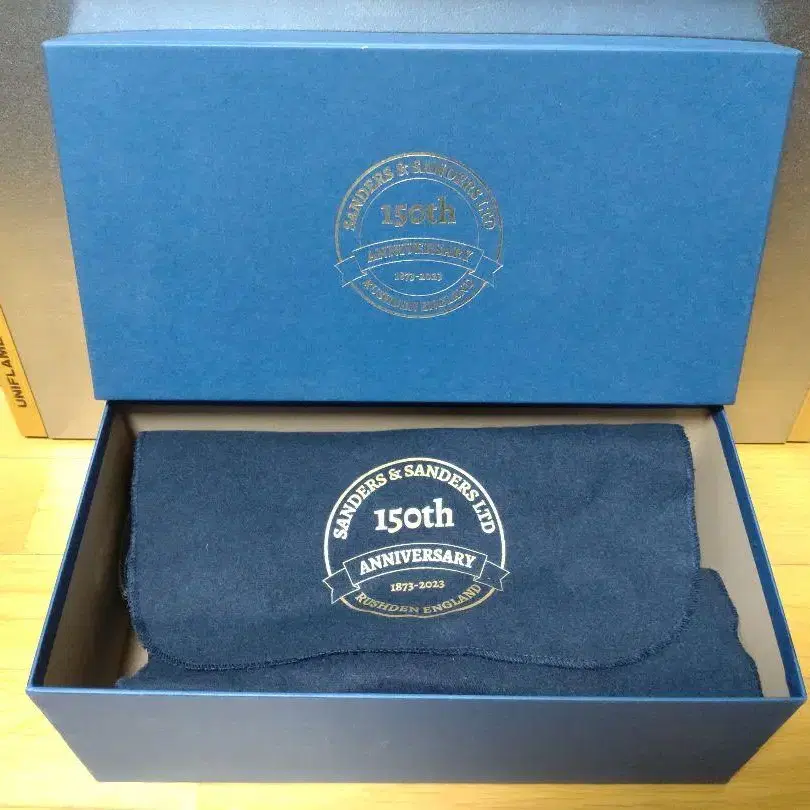 SANDERS & SANDERS LTD
150th
ANNIVERSARY
1873-2023
RUSHDEN ENGLAND
UNIFLAME
SANDERS & SANDERS LTD
150th
ANNIVERSARY
1873-2023
RUSHDEN ENGLAND